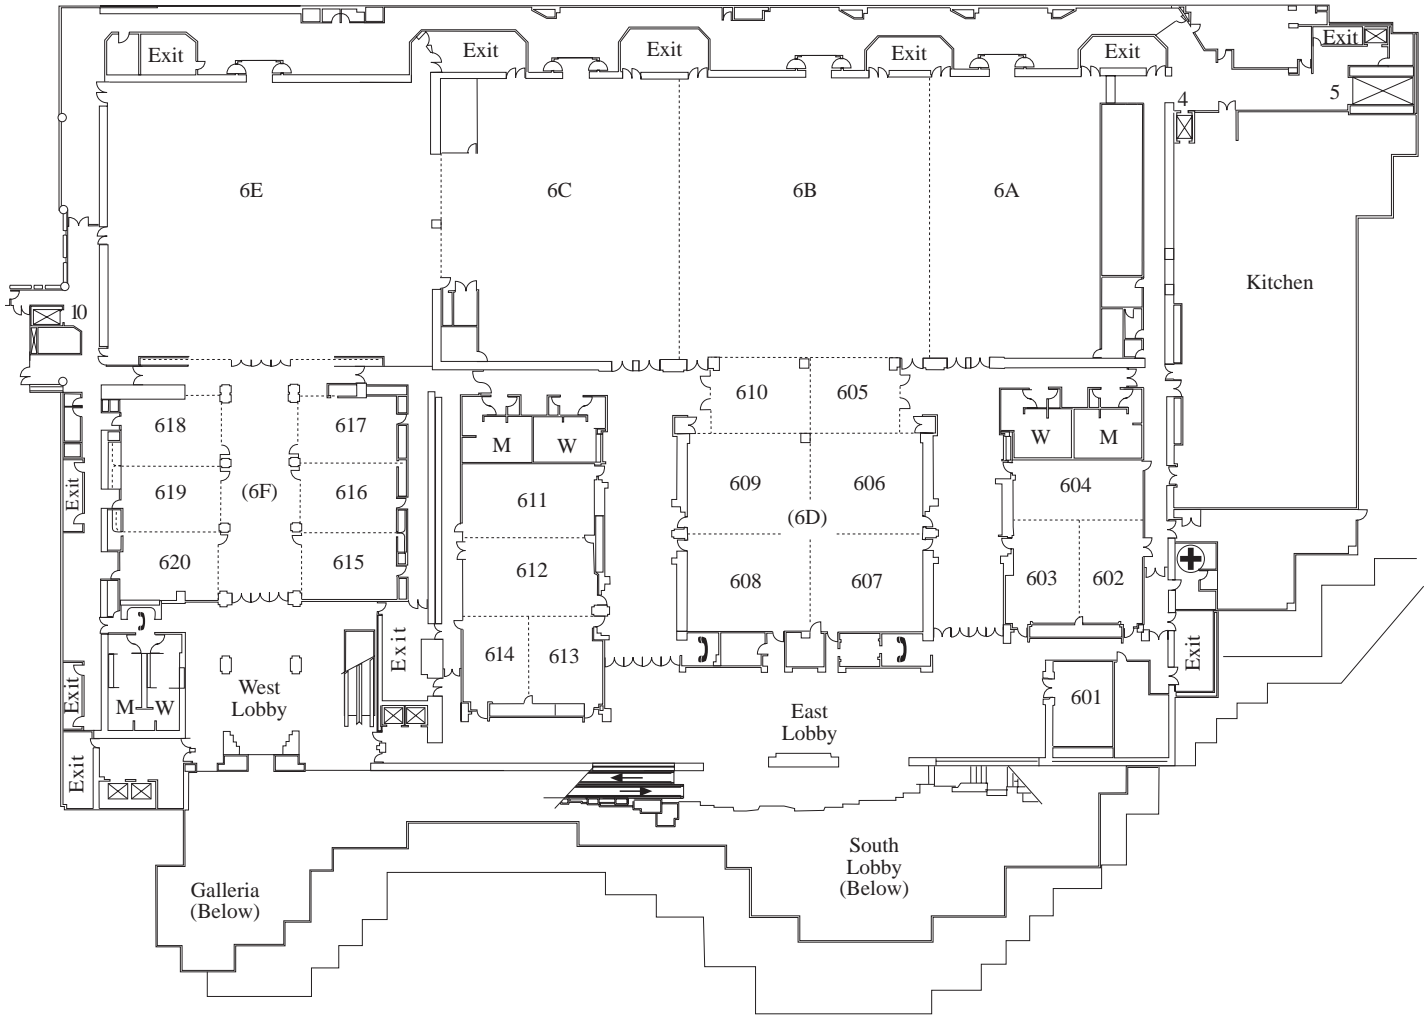 Exit
Exit
Exit
Exit
Exit
Exit
5
4
6E
6C
6B
6A
Kitchen
10
610
605
618
617
M
W
W
M
619
(6F)
616
611
609
606
604
Exit
(6D)
620
615
612
608
607
603
602
Exit
614
613
Exit
Exit
M
W
West
Lobby
601
East
Lobby
Exit
South
Lobby
(Below)
Galleria
(Below)